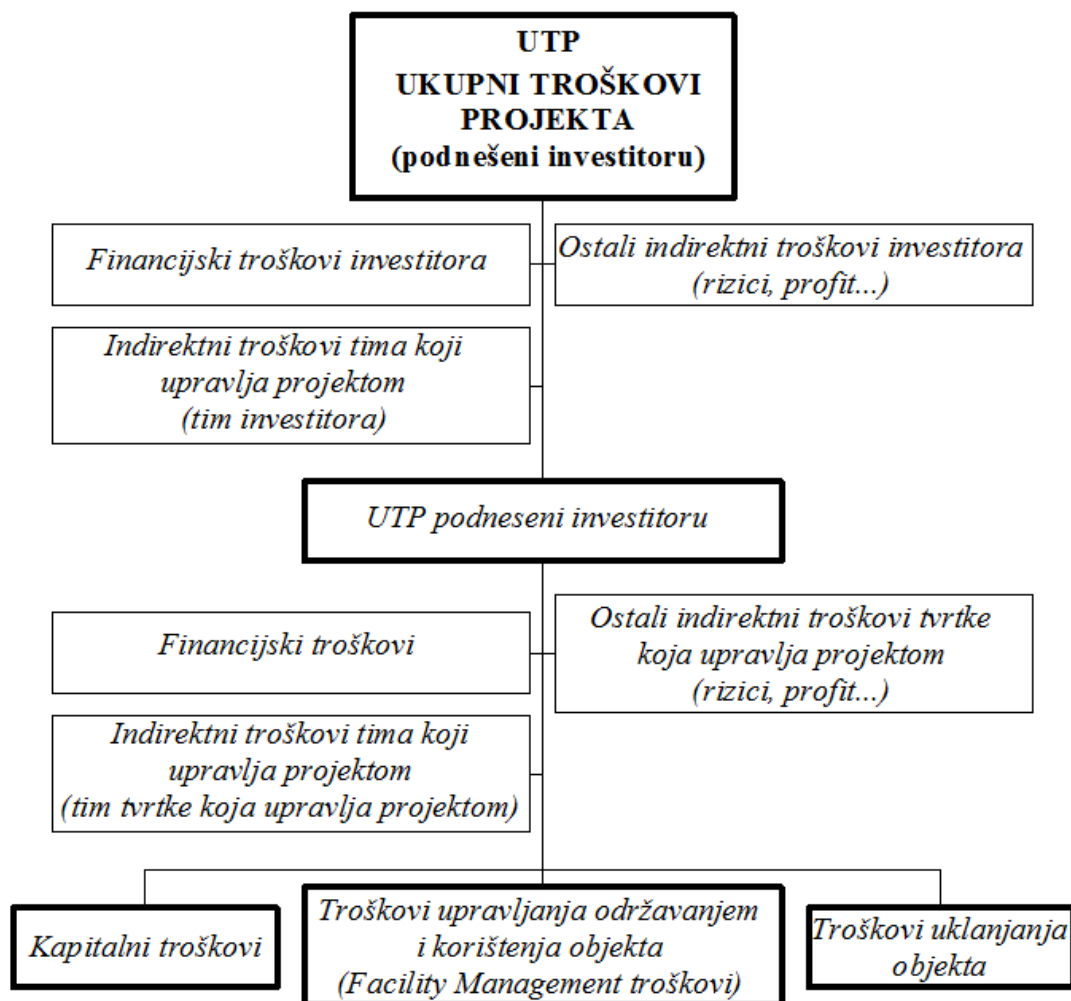 UTP
UKUPNI TROŠKOVI
PROJEKTA
(podnešeni investitoru)
Financijski troškovi investitora
Ostali indirektni troškovi investitora
(rizici, profit...)
Indirektni troškovi tima koji
upravlja projektom
(tim investitora)
UTP podneseni investitoru
Financijski troškovi
Ostali indirektni troškovi tvrtke
koja upravlja projektom
(rizici, profit...)
Indirektni troškovi tima koji
upravlja projektom
(tim tvrtke koja upravlja projektom)
Kapitalni troškovi
Troškovi upravljanja održavanjem
i korištenja objekta
(Facility Management troškovi)
Troškovi uklanjanja
objekta